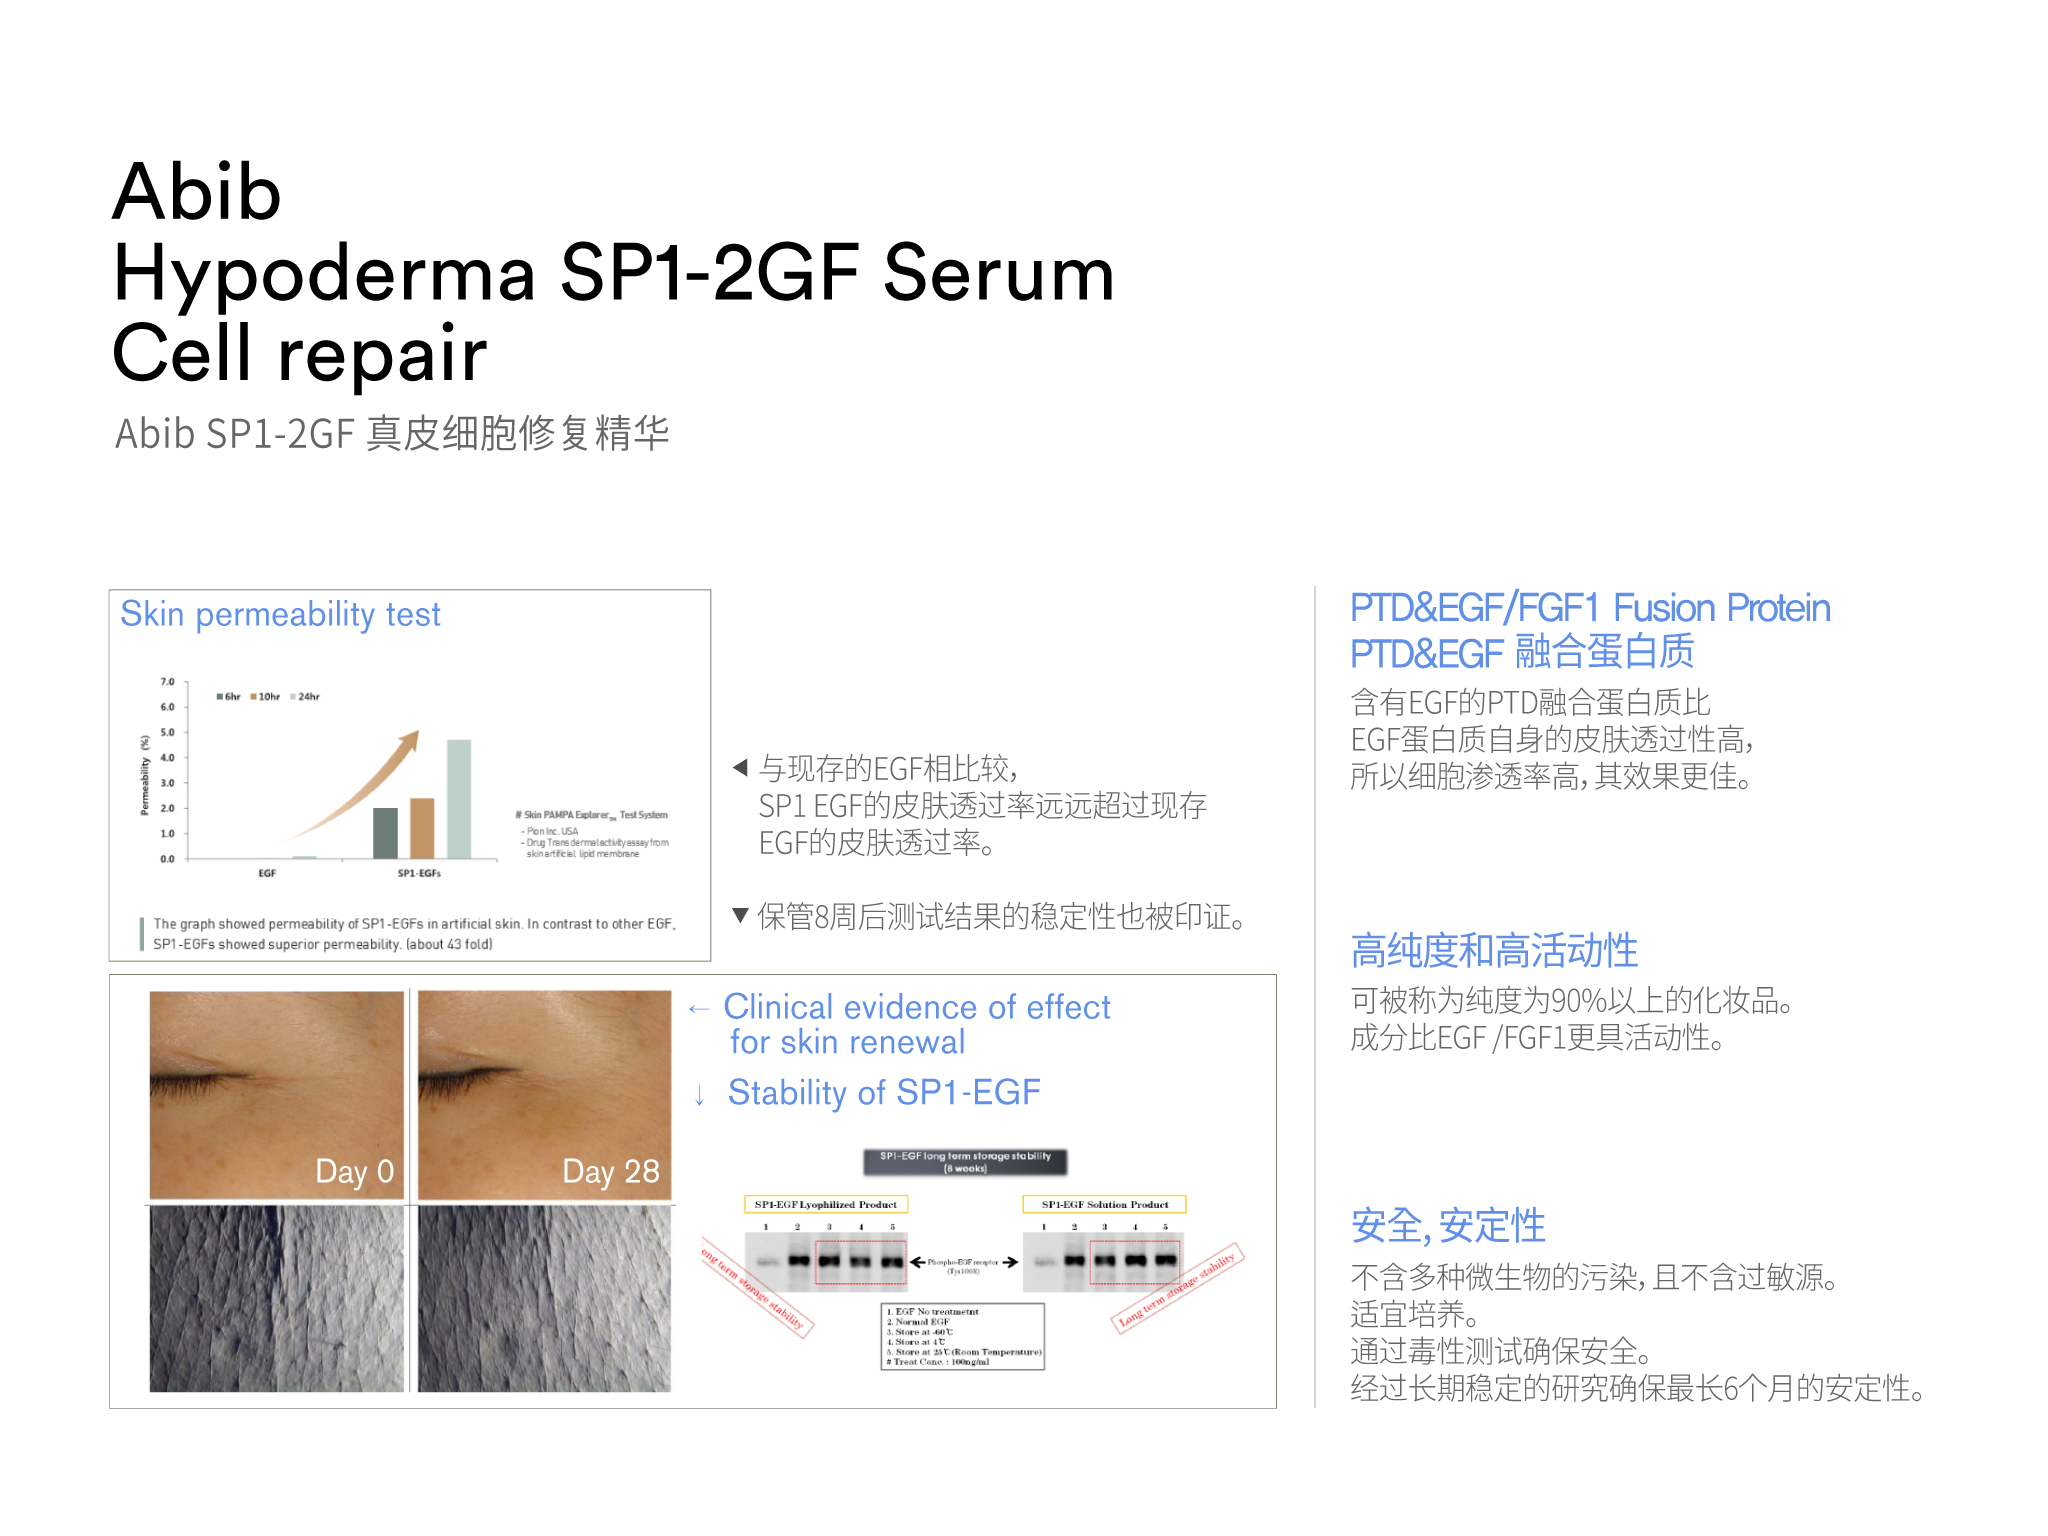 Abib
Hypoderma SP1-2GF Serum
Cell repair
Abib SP1-2GF 真皮细胞修复精华
Skin permeability test
7.0
6.0
5.0
4.0
3.0
2.0
1.0
0.0
Permeability (%)
6hr 10hr 24hr
EGF SP1-EGFs
# Skin PAMPA Explorer™ Test System
- Pion Inc. USA
- Drug Transdermal activity assay from
skin artificial lipid membrane
The graph showed permeability of SP1-EGFs in artificial skin. In contrast to other EGF,
SP1-EGFs showed superior permeability. (about 43 fold)
◀ 与现存的EGF相比较,
SP1 EGF的皮肤透过率远远超过现存
EGF的皮肤透过率。
▼ 保管8周后测试结果的稳定性也被印证。
Day 0
Day 28
← Clinical evidence of effect
for skin renewal
↓ Stability of SP1-EGF
SP1-EGF long term storage stability
(8 weeks)
SP1-EGF Lyophilized Product
1 2 3 4 5
ong term storage stability
Phospho-EGF receptor
(Tyr1068)
SP1-EGF Solution Product
1 2 3 4 5
Long term storage stability
1. EGF No treatmetnt
2. Normal EGF
3. Store at -60℃
4. Store at 4℃
5. Store at 25℃(Room Temperature)
# Treat Conc. : 100ng/ml
PTD&EGF/FGF1 Fusion Protein
PTD&EGF 融合蛋白质
含有EGF的PTD融合蛋白质比
EGF蛋白质自身的皮肤透过性高,
所以细胞渗透率高, 其效果更佳。
高纯度和高活动性
可被称为纯度为90%以上的化妆品。
成分比EGF /FGF1更具活动性。
安全, 安定性
不含多种微生物的污染, 且不含过敏源。
适宜培养。
通过毒性测试确保安全。
经过长期稳定的研究确保最长6个月的安定性。